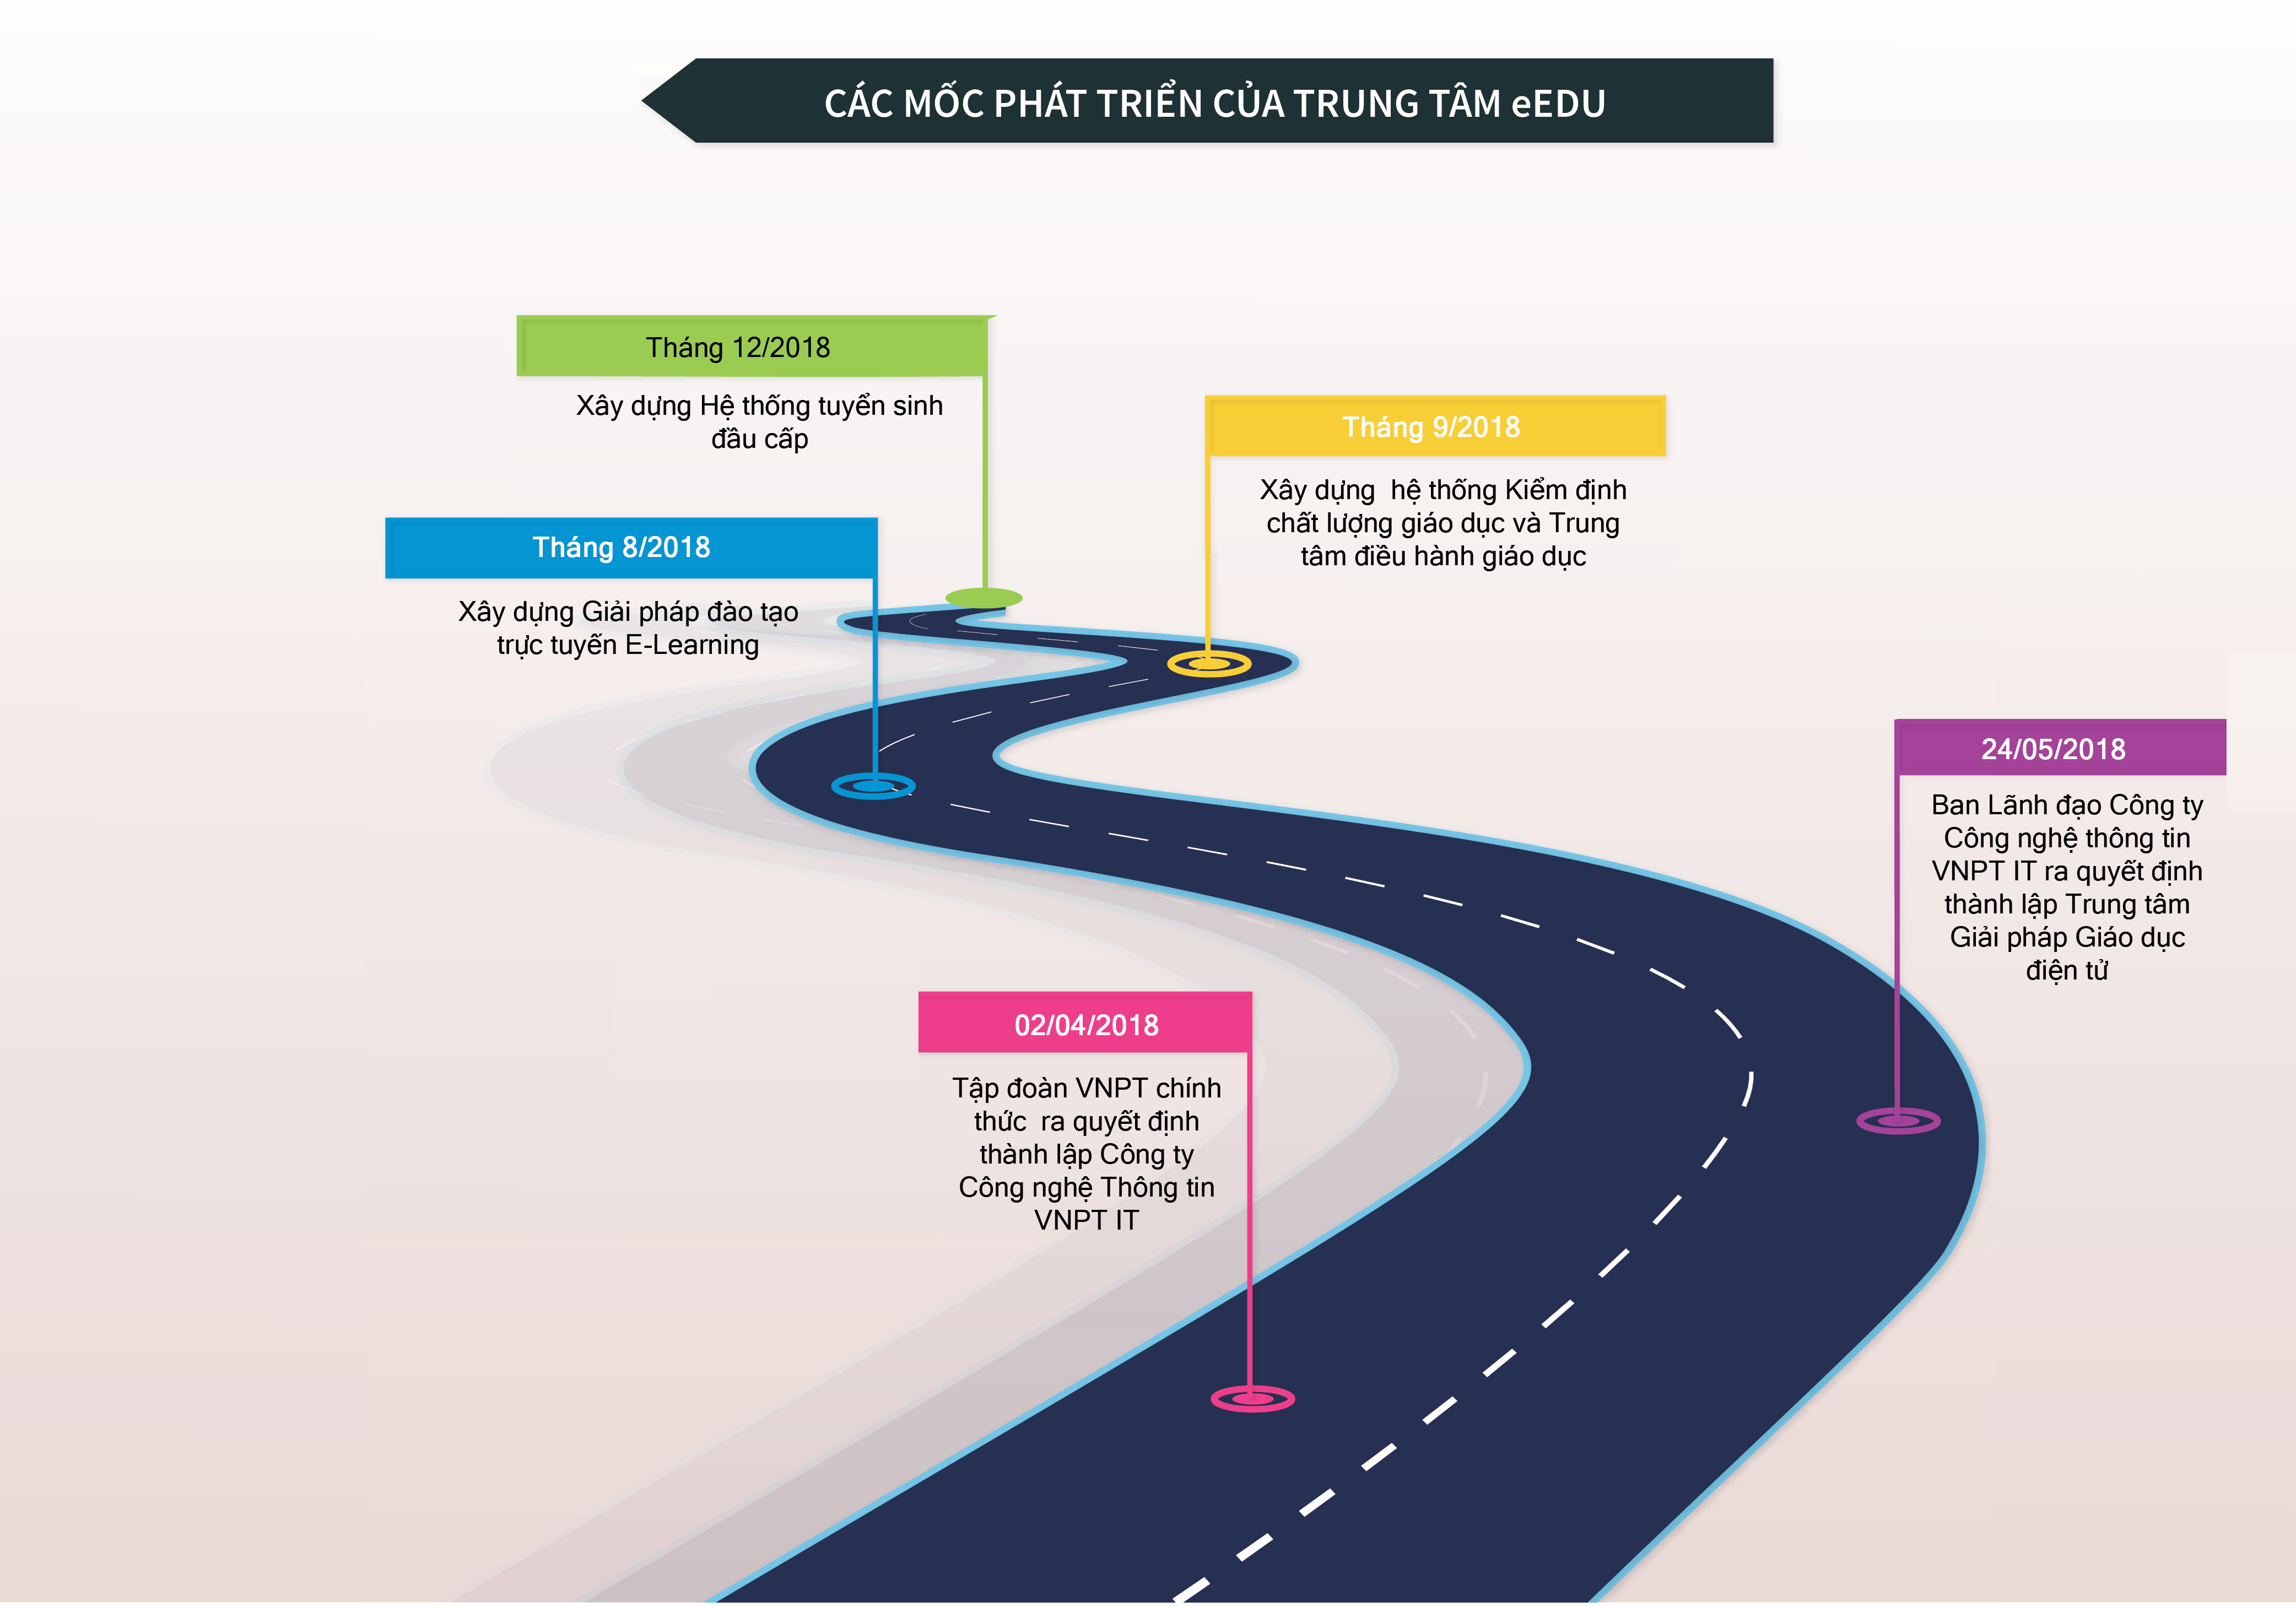 CÁC MỐC PHÁT TRIỂN CỦA TRUNG TÂM eEDU
Tháng 12/2018
Xây dựng Hệ thống tuyển sinh
đầu cấp
Tháng 9/2018
Xây dựng  hệ thống Kiểm định
chất lượng giáo dục và Trung
tâm điều hành giáo dục
Tháng 8/2018
Xây dựng Giải pháp đào tạo
trực tuyến E-Learning
24/05/2018
Ban Lãnh đạo Công ty
Công nghệ thông tin
VNPT IT ra quyết định
thành lập Trung tâm
Giải pháp Giáo dục
điện tử
02/04/2018
Tập đoàn VNPT chính
thức  ra quyết định
thành lập Công ty
Công nghệ Thông tin
VNPT IT